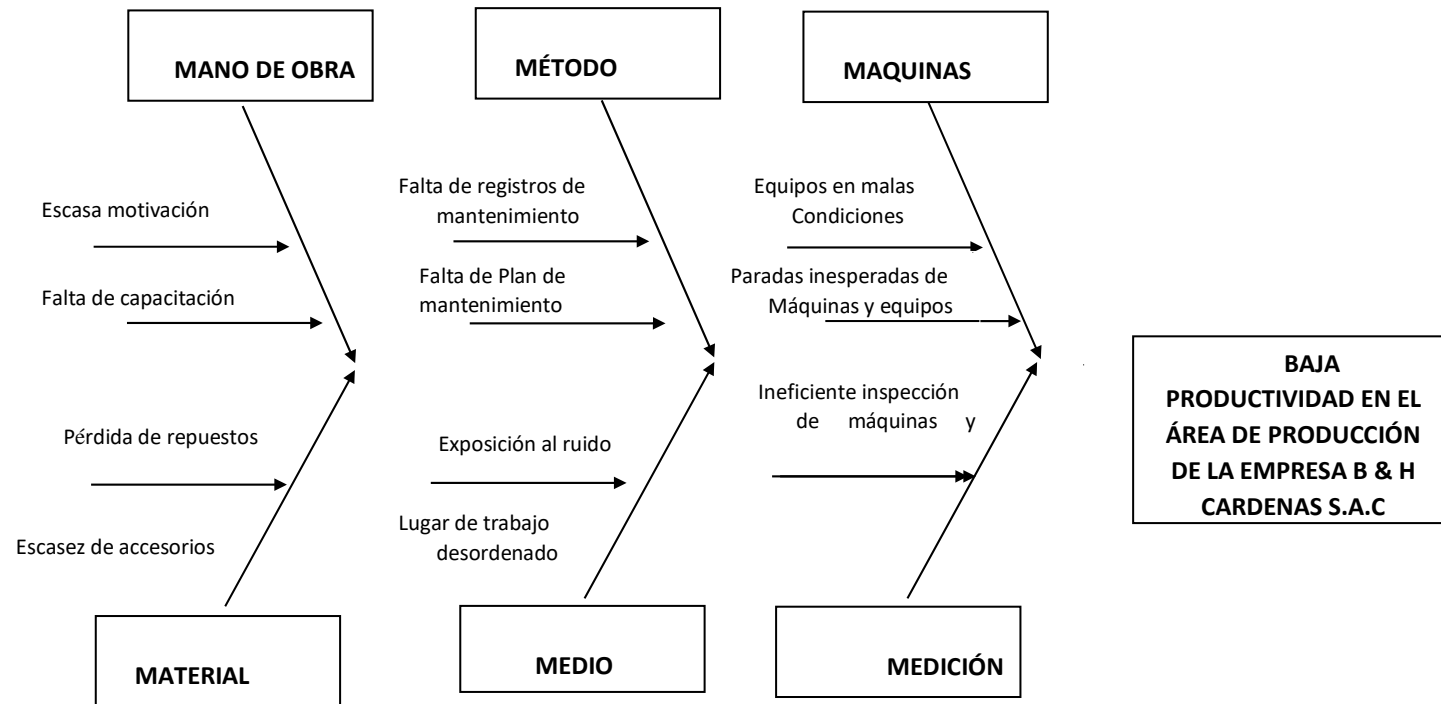 MANO DE OBRA
MÉTODO
MAQUINAS
Escasa motivación
Falta de capacitación
Falta de registros de
mantenimiento
Falta de Plan de
mantenimiento
Equipos en malas
Condiciones
Paradas inesperadas de
Máquinas y equipos
Pérdida de repuestos
Escasez de accesorios
Exposición al ruido
Lugar de trabajo
desordenado
Ineficiente inspección
de máquinas y
BAJA
PRODUCTIVIDAD EN EL
ÁREA DE PRODUCCIÓN
DE LA EMPRESA B & H
CARDENAS S.A.C
MATERIAL
MEDIO
MEDICIÓN